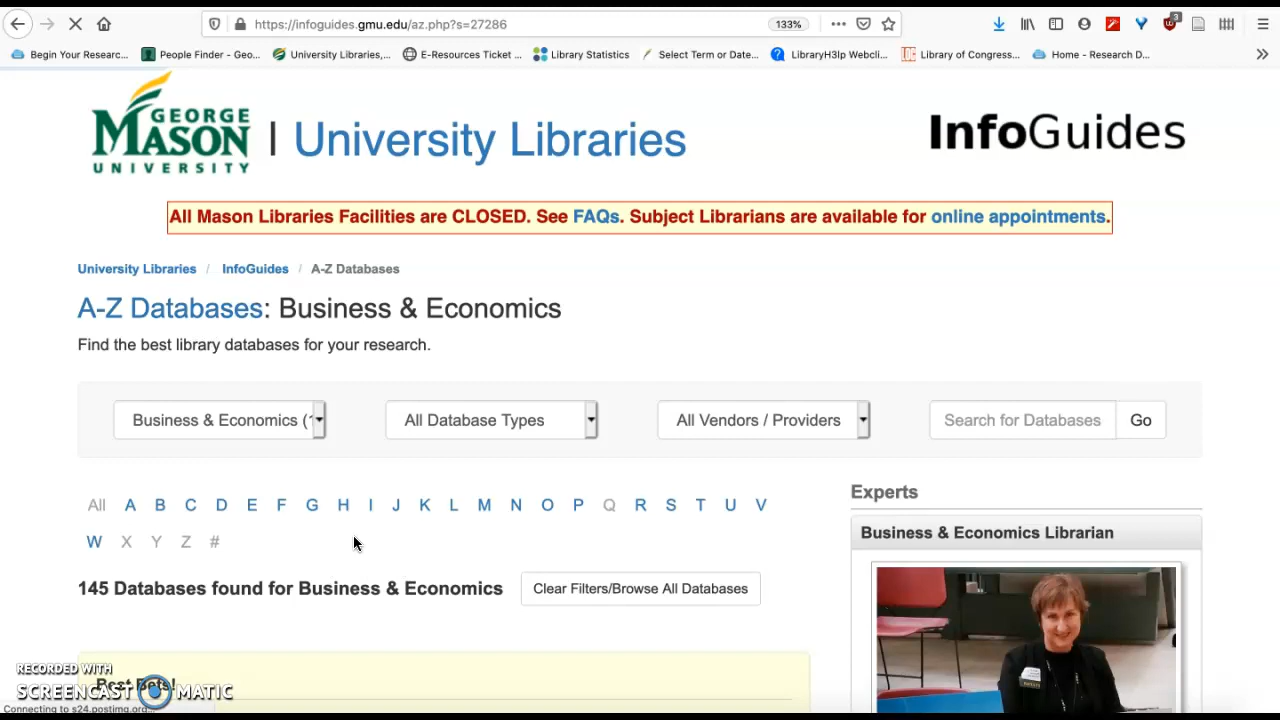 https://infoguides.gmu.edu/az.php?s=27286
133%
3
Begin Your Researc...
People Finder - Geo...
University Libraries,...
E-Resources Ticket ...
Library Statistics
Select Term or Date...
LibraryH3lp Webcli...
Library of Congress...
Home - Research D...
GEORGE
MASON
UNIVERSITY
| University Libraries
InfoGuides
All Mason Libraries Facilities are CLOSED. See FAQs. Subject Librarians are available for online appointments.
University Libraries / InfoGuides / A-Z Databases
A-Z Databases: Business & Economics
Find the best library databases for your research.
Business & Economics (1
All Database Types
All Vendors / Providers
Search for Databases
Go
All A B C D E F G H I J K L M N O P Q R S T U V
W X Y Z #
145 Databases found for Business & Economics
Clear Filters/Browse All Databases
Experts
Business & Economics Librarian
Best Bets!
RECORDED WITH
SCREENCAST MATIC
Connecting to s24.postimg.org...